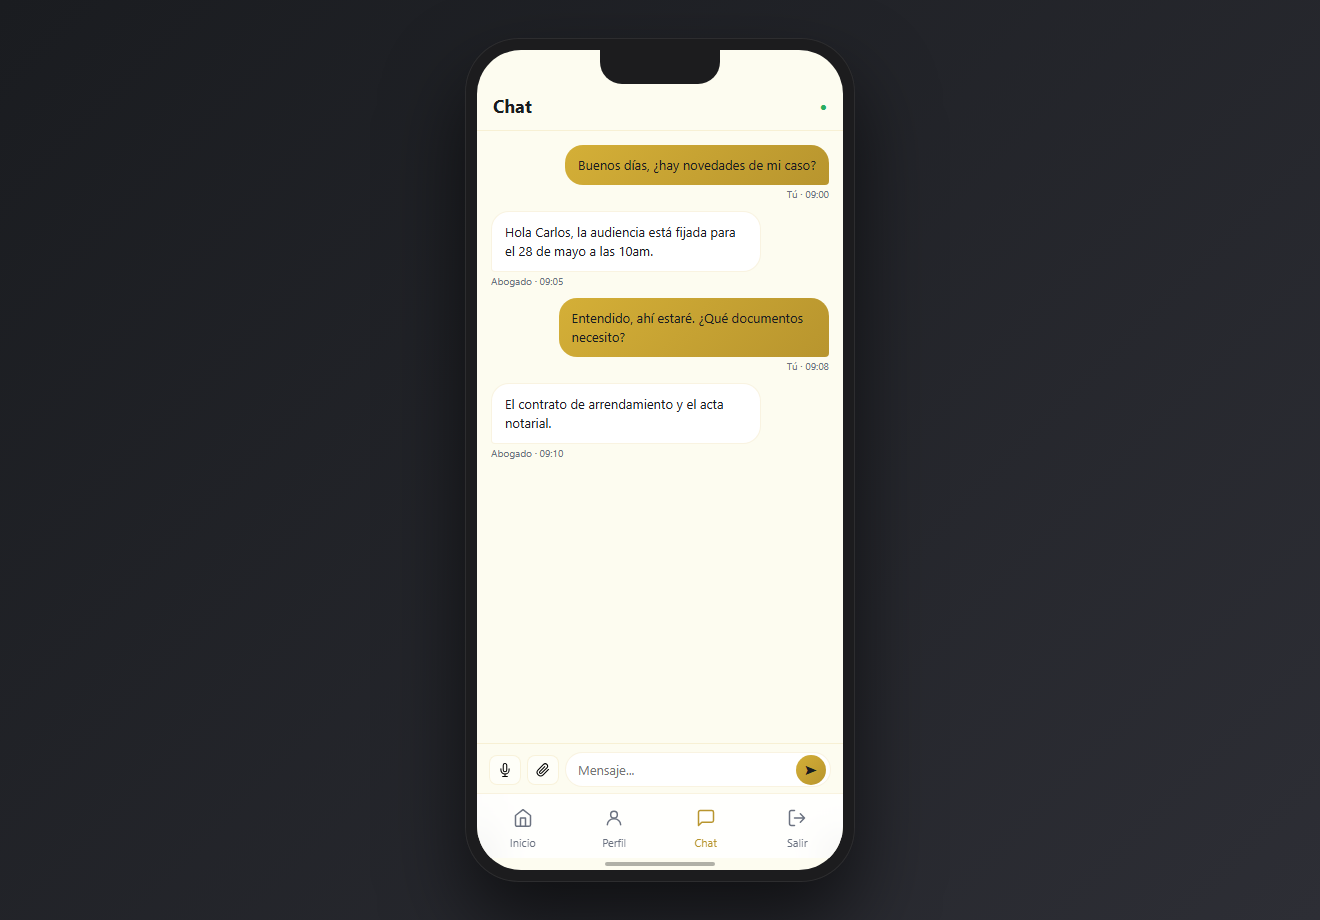 Chat
Buenos días, ¿hay novedades de mi caso?
Tú · 09:00
Hola Carlos, la audiencia está fijada para
el 28 de mayo a las 10am.
Abogado · 09:05
Entendido, ahí estaré. ¿Qué documentos
necesito?
Tú · 09:08
El contrato de arrendamiento y el acta
notarial.
Abogado · 09:10
Mensaje...
Inicio
Perfil
Chat
Salir